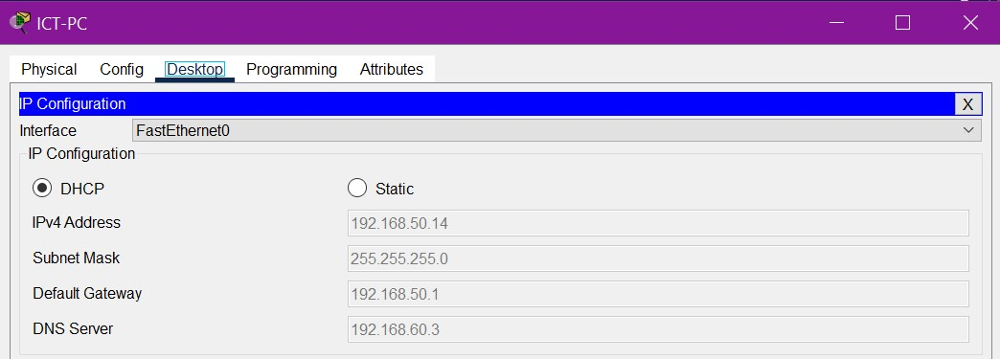 ICT-PC
Physical Config Desktop Programming Attributes
IP Configuration X
Interface FastEthernet0
IP Configuration
DHCP Static
IPv4 Address 192.168.50.14
Subnet Mask 255.255.255.0
Default Gateway 192.168.50.1
DNS Server 192.168.60.3